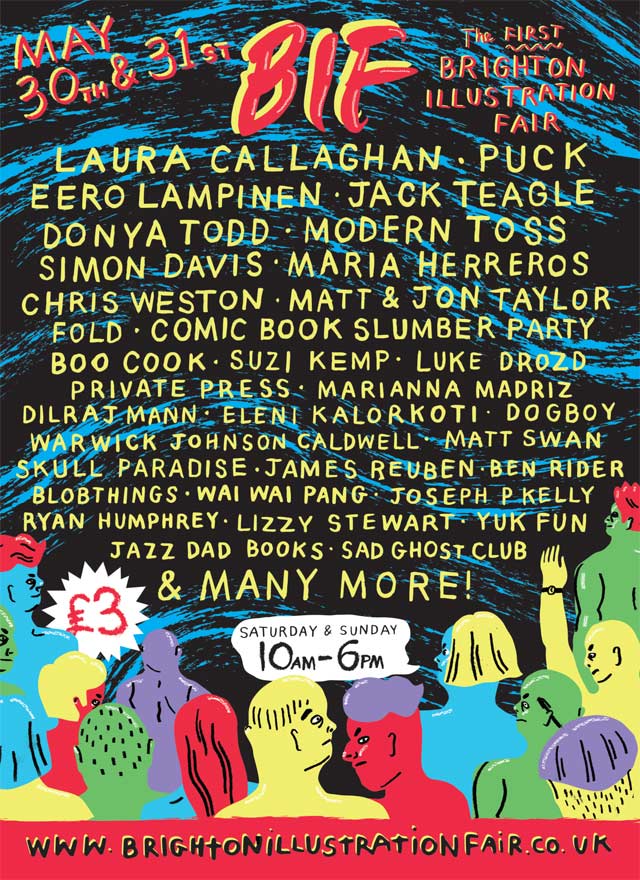 MAY
30TH & 31ST
BIF
The FIRST
BRIGHTON
ILLUSTRATION
FAIR
LAURA CALLAGHAN · PUCK
EERO LAMPINEN · JACK TEAGLE
DONYA TODD · MODERN TOSS
SIMON DAVIS · MARIA HERREROS
CHRIS WESTON · MATT & JON TAYLOR
FOLD · COMIC BOOK SLUMBER PARTY
BOO COOK · SUZI KEMP · LUKE DROZD
PRIVATE PRESS · MARIANNA MADRIZ
DILRAJ MANN · ELENI KALORKOTI · DOGBOY
WARWICK JOHNSON CALDWELL · MATT SWAN
SKULL PARADISE · JAMES REUBEN · BEN RIDER
BLOBTHINGS · WAI WAI PANG · JOSEPH P KELLY
RYAN HUMPHREY · LIZZY STEWART · YUK FUN
JAZZ DAD BOOKS · SAD GHOST CLUB
& MANY MORE!
£3
SATURDAY & SUNDAY
10AM-6PM
WWW.BRIGHTONILLUSTRATIONFAIR.CO.UK